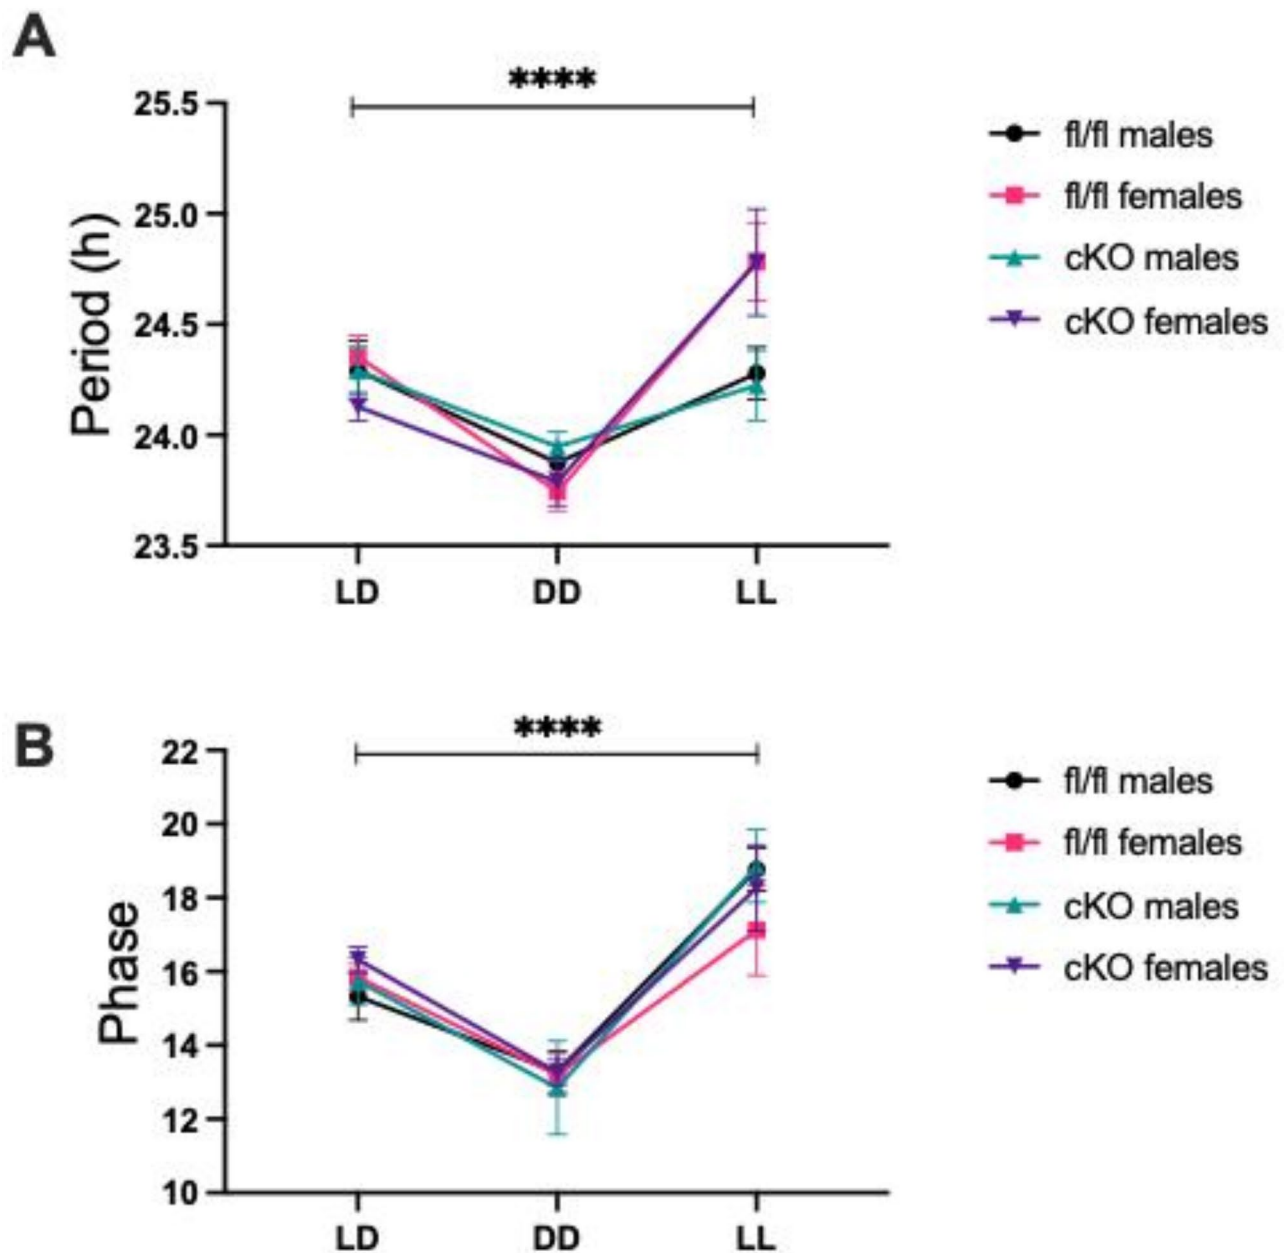 A
****
25.5
25.0
24.5
24.0
23.5
Period (h)
LD DD LL
fl/fl males
fl/fl females
cKO males
cKO females
B
****
22
20
18
16
14
12
10
Phase
LD DD LL
fl/fl males
fl/fl females
cKO males
cKO females